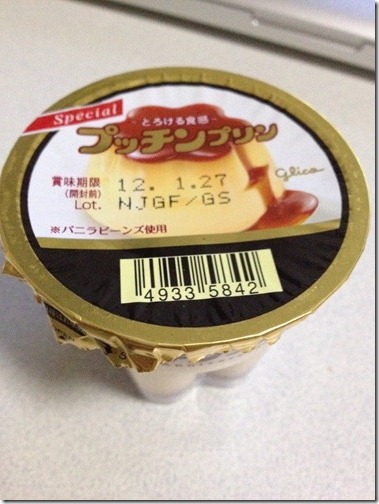 Special
とろける食感
プッチンプリン
glico
賞味期限
(開封前)
12. 1.27
Lot. NJGF/GS
※バニラビーンズ使用
4933 5842